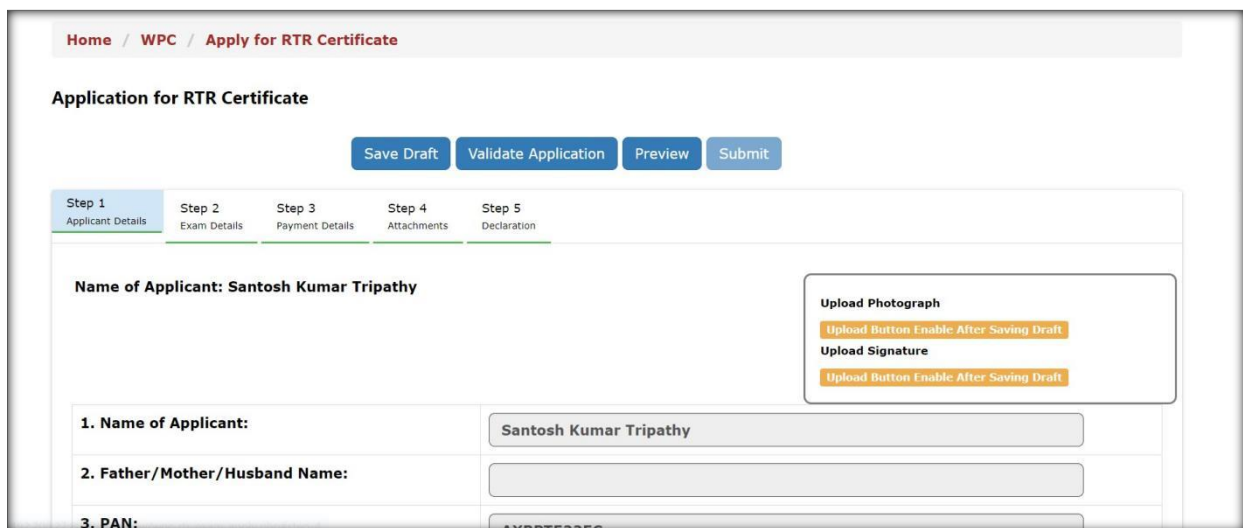 Home / WPC / Apply for RTR Certificate
Application for RTR Certificate
Save Draft Validate Application Preview Submit
Step 1 Step 2 Step 3 Step 4 Step 5
Applicant Details Exam Details Payment Details Attachments Declaration
Name of Applicant: Santosh Kumar Tripathy
Upload Photograph
Upload Button Enable After Saving Draft
Upload Signature
Upload Button Enable After Saving Draft
1. Name of Applicant: Santosh Kumar Tripathy
2. Father/Mother/Husband Name:
3. PAN: